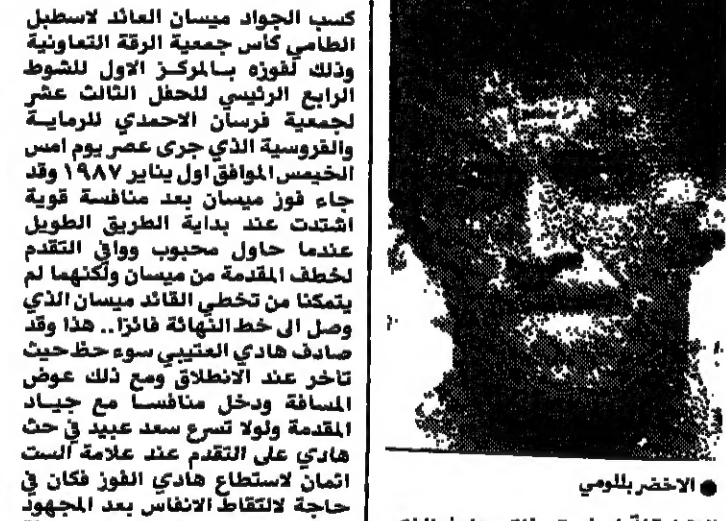 كسب الجواد ميسان العائد لاسطبل
الطامي كأس جمعية الرقة التعاونية
وذلك لفوزه بالمركز الاول للشوط
الرابع الرئيسي للحفل الثالث عشر
لجمعية فرسان الاحمدي للرماية
والفروسية الذي جرى عصر يوم امس
الخميس الموافق اول يناير ١٩٨٧ وقد
جاء فوز ميسان بعد منافسة قوية
اشتدت عند بداية الطريق الطويل
عندما حاول محبوب ووافي التقدم
لخطف المقدمة من ميسان ولكنهما لم
يتمكنا من تخطي القائد ميسان الذي
وصل الى خط النهائة فائزا.. هذا وقد
صادف هادي العتيبي سوء حظ حيث
تاخر عند الانطلاق ومع ذلك عوض
المسافة ودخل منافسا مع جياد
المقدمة ولولا تسرع سعد عبيد في حث
هادي على التقدم عند علامة الست
اثمان لاستطاع هادي الفوز فكان في
حاجة لالتقاط الانفاس بعد المجهود
● الاخضر بللومي